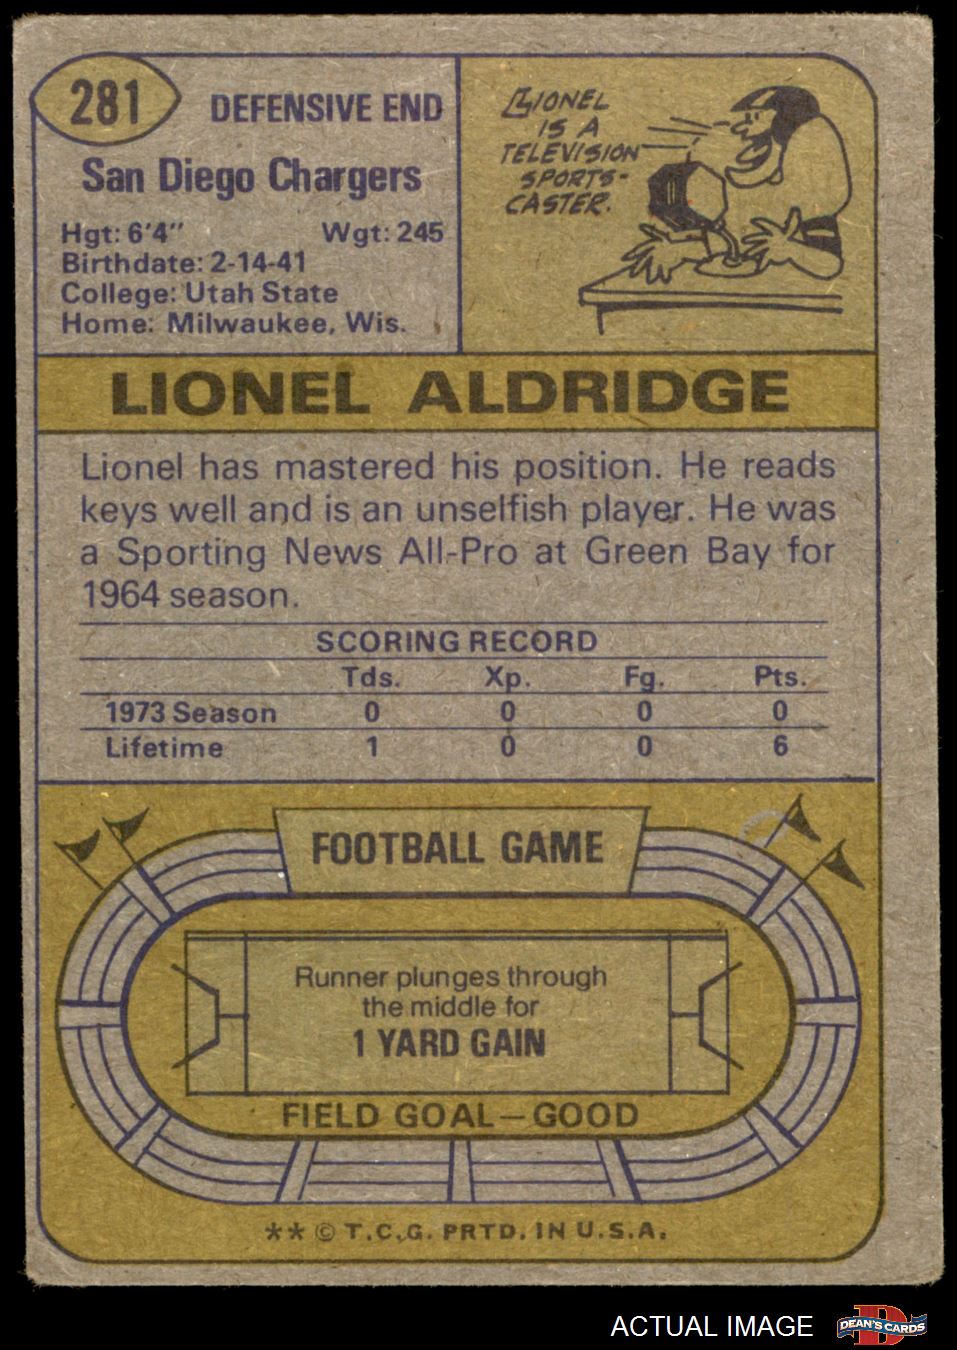 281
DEFENSIVE END
San Diego Chargers
Hgt: 6'4" Wgt: 245
Birthdate: 2-14-41
College: Utah State
Home: Milwaukee, Wis.
LIONEL
IS A
TELEVISION
SPORTS-
CASTER.
LIONEL ALDRIDGE
Lionel has mastered his position. He reads
keys well and is an unselfish player. He was
a Sporting News All-Pro at Green Bay for
1964 season.
SCORING RECORD
Tds. Xp. Fg. Pts.
1973 Season 0 0 0 0
Lifetime 1 0 0 6
FOOTBALL GAME
Runner plunges through
the middle for
1 YARD GAIN
FIELD GOAL—GOOD
** © T.C.G. PRTD. IN U.S.A.
ACTUAL IMAGE
D
DEAN'S CARDS